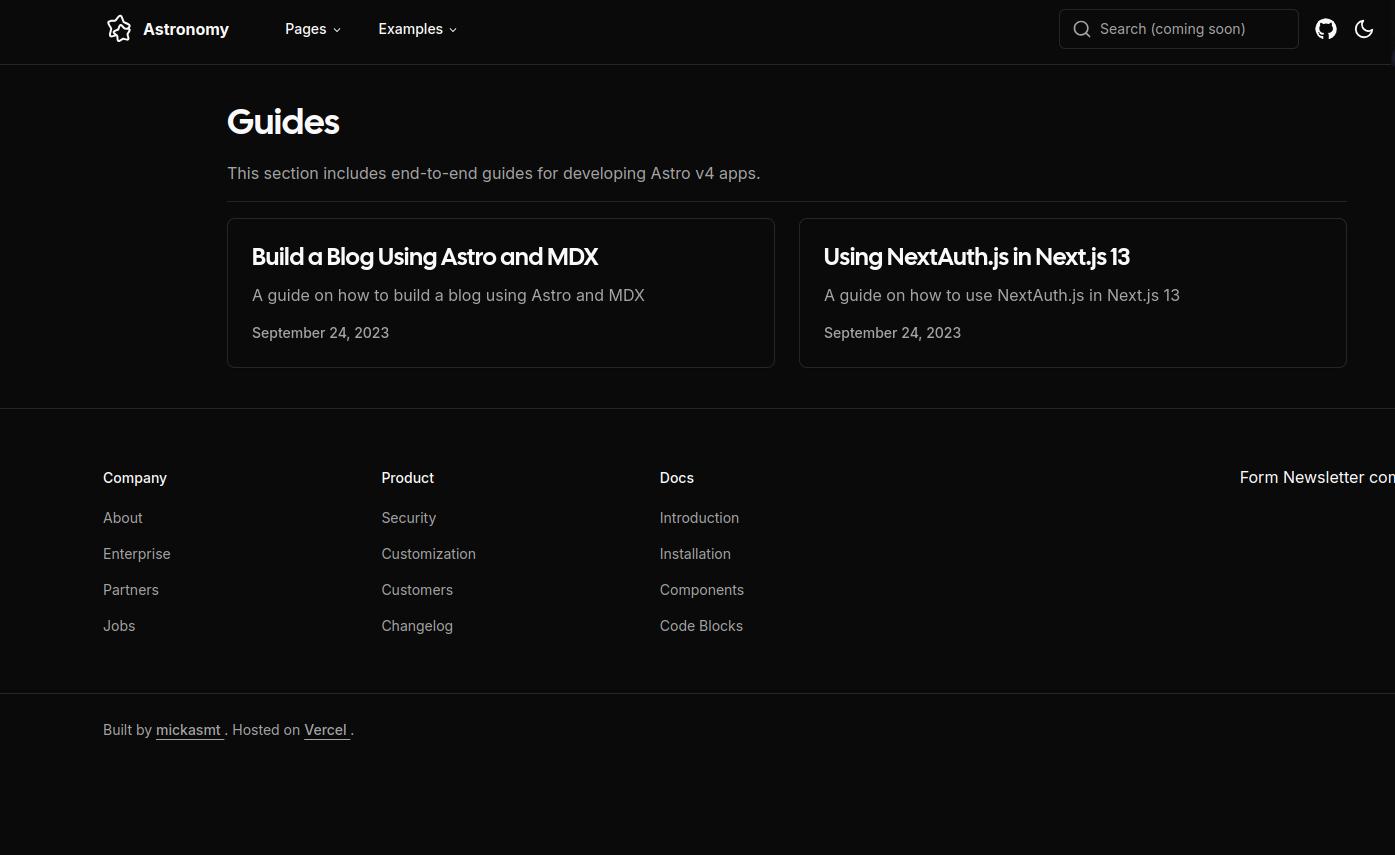 Astronomy
Pages
Examples
Search (coming soon)
Guides
This section includes end-to-end guides for developing Astro v4 apps.
Build a Blog Using Astro and MDX
A guide on how to build a blog using Astro and MDX
September 24, 2023
Using NextAuth.js in Next.js 13
A guide on how to use NextAuth.js in Next.js 13
September 24, 2023
Company
About
Enterprise
Partners
Jobs
Product
Security
Customization
Customers
Changelog
Docs
Introduction
Installation
Components
Code Blocks
Form Newsletter
Built by mickasmt . Hosted on Vercel .